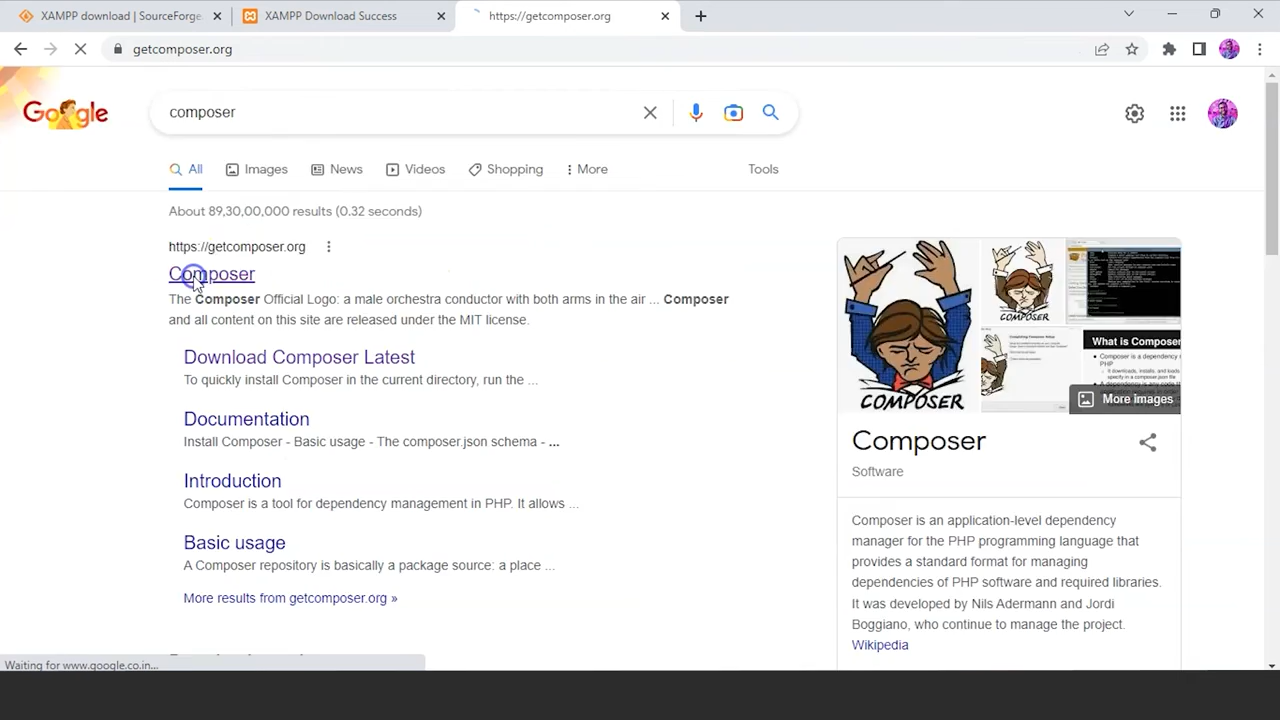 XAMPP download | SourceForge
XAMPP Download Success
https://getcomposer.org
getcomposer.org
Google
composer
All
Images
News
Videos
Shopping
More
Tools
About 89,30,00,000 results (0.32 seconds)
https://getcomposer.org
Composer
The Composer Official Logo: a male orchestra conductor with both arms in the air ... Composer
and all content on this site are released under the MIT license.
Download Composer Latest
To quickly install Composer in the current directory, run the ...
Documentation
Install Composer - Basic usage - The composer.json schema - ...
Introduction
Composer is a tool for dependency management in PHP. It allows ...
Basic usage
A Composer repository is basically a package source: a place ...
More results from getcomposer.org »
COMPOSER
COMPOSER
What is Composer
Composer is a dependency
PHP
More images
Composer
Software
Composer is an application-level dependency
manager for the PHP programming language that
provides a standard format for managing
dependencies of PHP software and required libraries.
It was developed by Nils Adermann and Jordi
Boggiano, who continue to manage the project.
Wikipedia
Waiting for www.google.co.in...